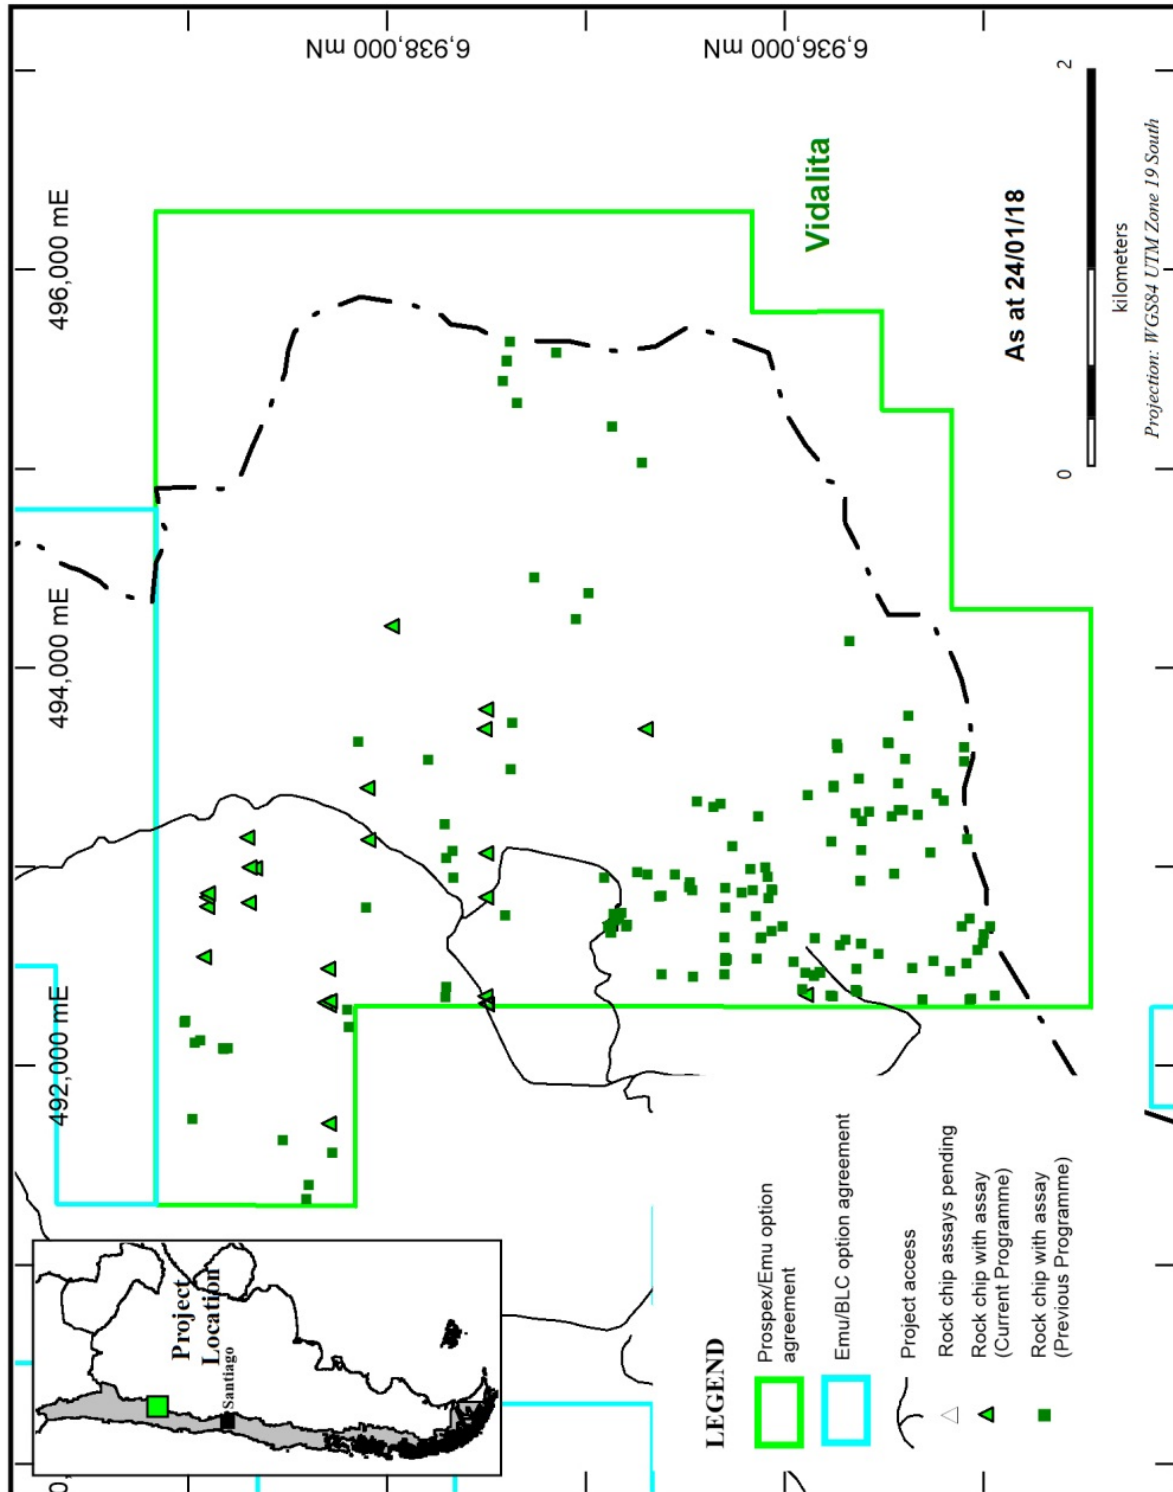 496,000 mE
494,000 mE
492,000 mE
0,
6,938,000 mN
6,936,000 mN
Vidalita
As at 24/01/18
0
2
kilometers
Projection: WGS84 UTM Zone 19 South
Project
Location
Santiago
LEGEND
Prospex/Emu option
agreement
Emu/BLC option agreement
Project access
Rock chip assays pending
Rock chip with assay
(Current Programme)
Rock chip with assay
(Previous Programme)